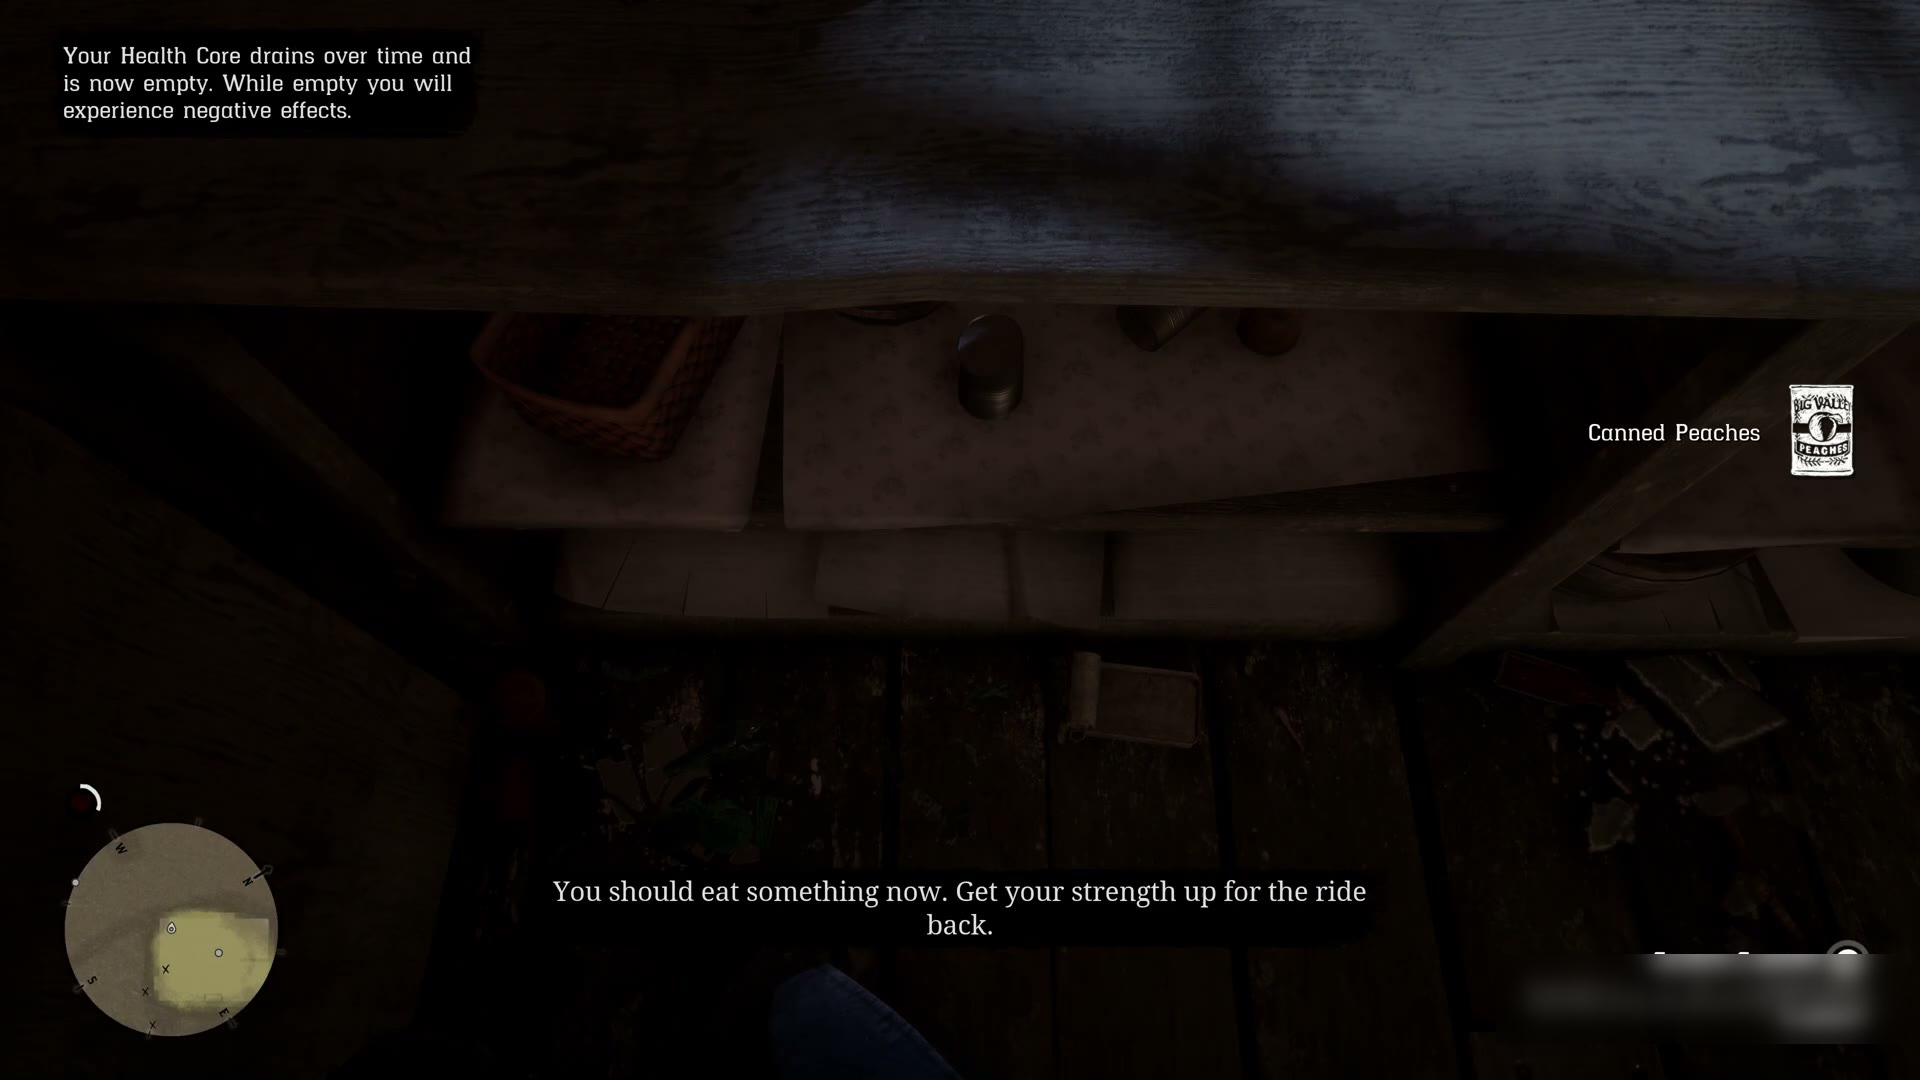 Your Health Core drains over time and
is now empty. While empty you will
experience negative effects.
Canned Peaches
BIG VALLEY
PEACHES
You should eat something now. Get your strength up for the ride
back.
W
N
S
E